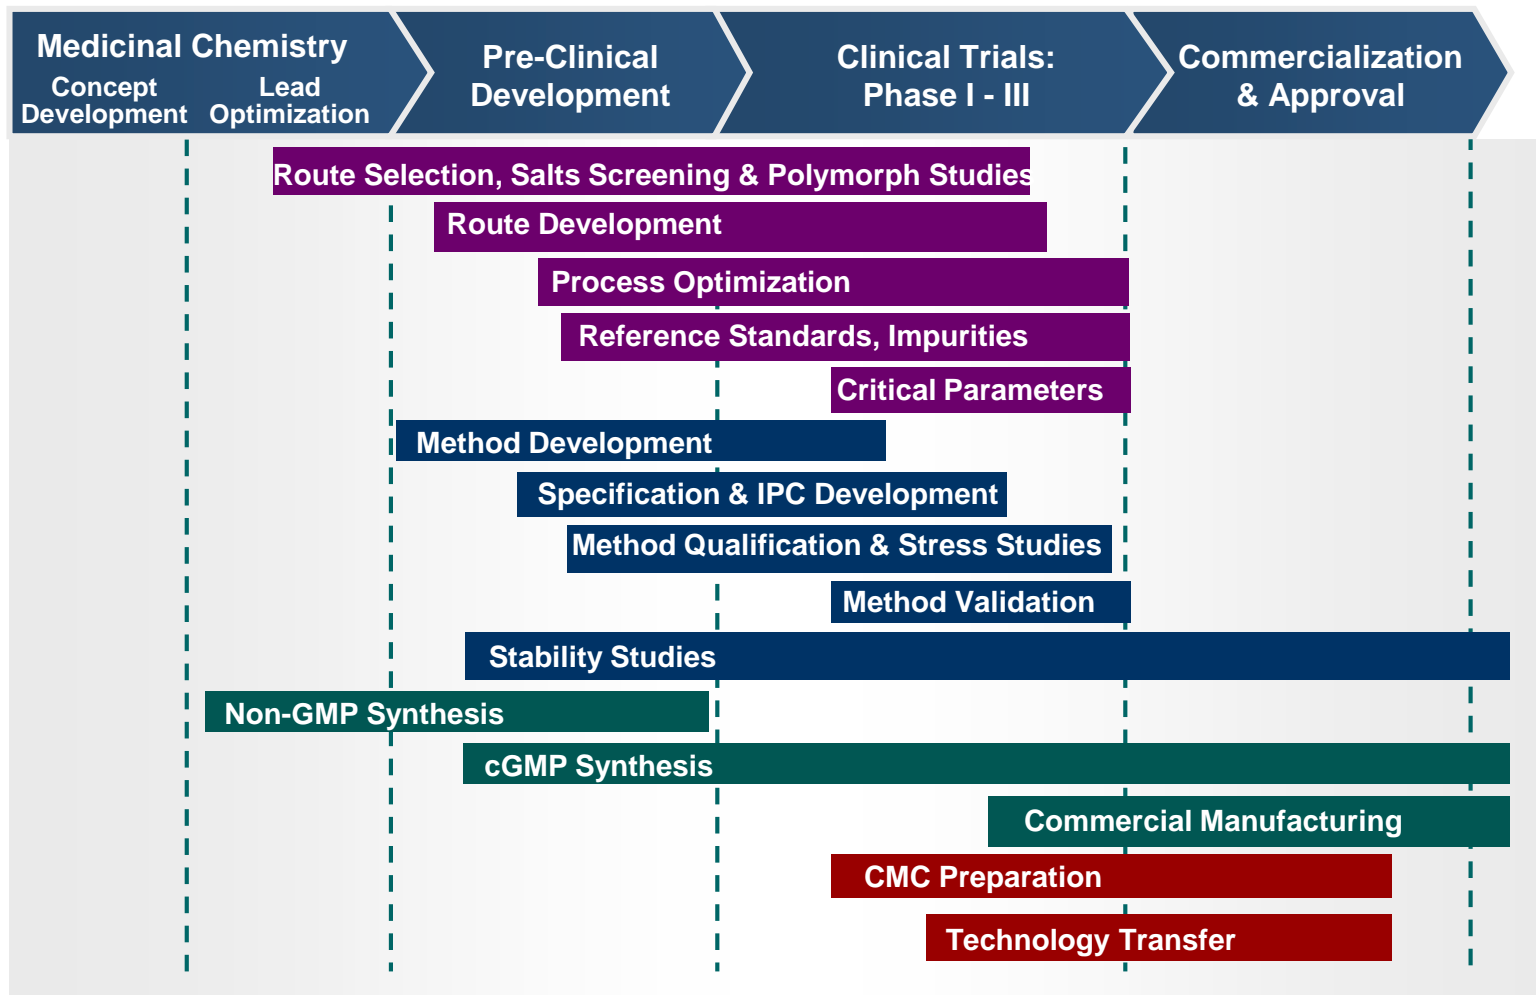 Medicinal Chemistry
Concept
Development
Lead
Optimization
Pre-Clinical
Development
Clinical Trials:
Phase I - III
Commercialization
& Approval
Route Selection, Salts Screening & Polymorph Studies
Route Development
Process Optimization
Reference Standards, Impurities
Critical Parameters
Method Development
Specification & IPC Development
Method Qualification & Stress Studies
Method Validation
Stability Studies
Non-GMP Synthesis
cGMP Synthesis
Commercial Manufacturing
CMC Preparation
Technology Transfer